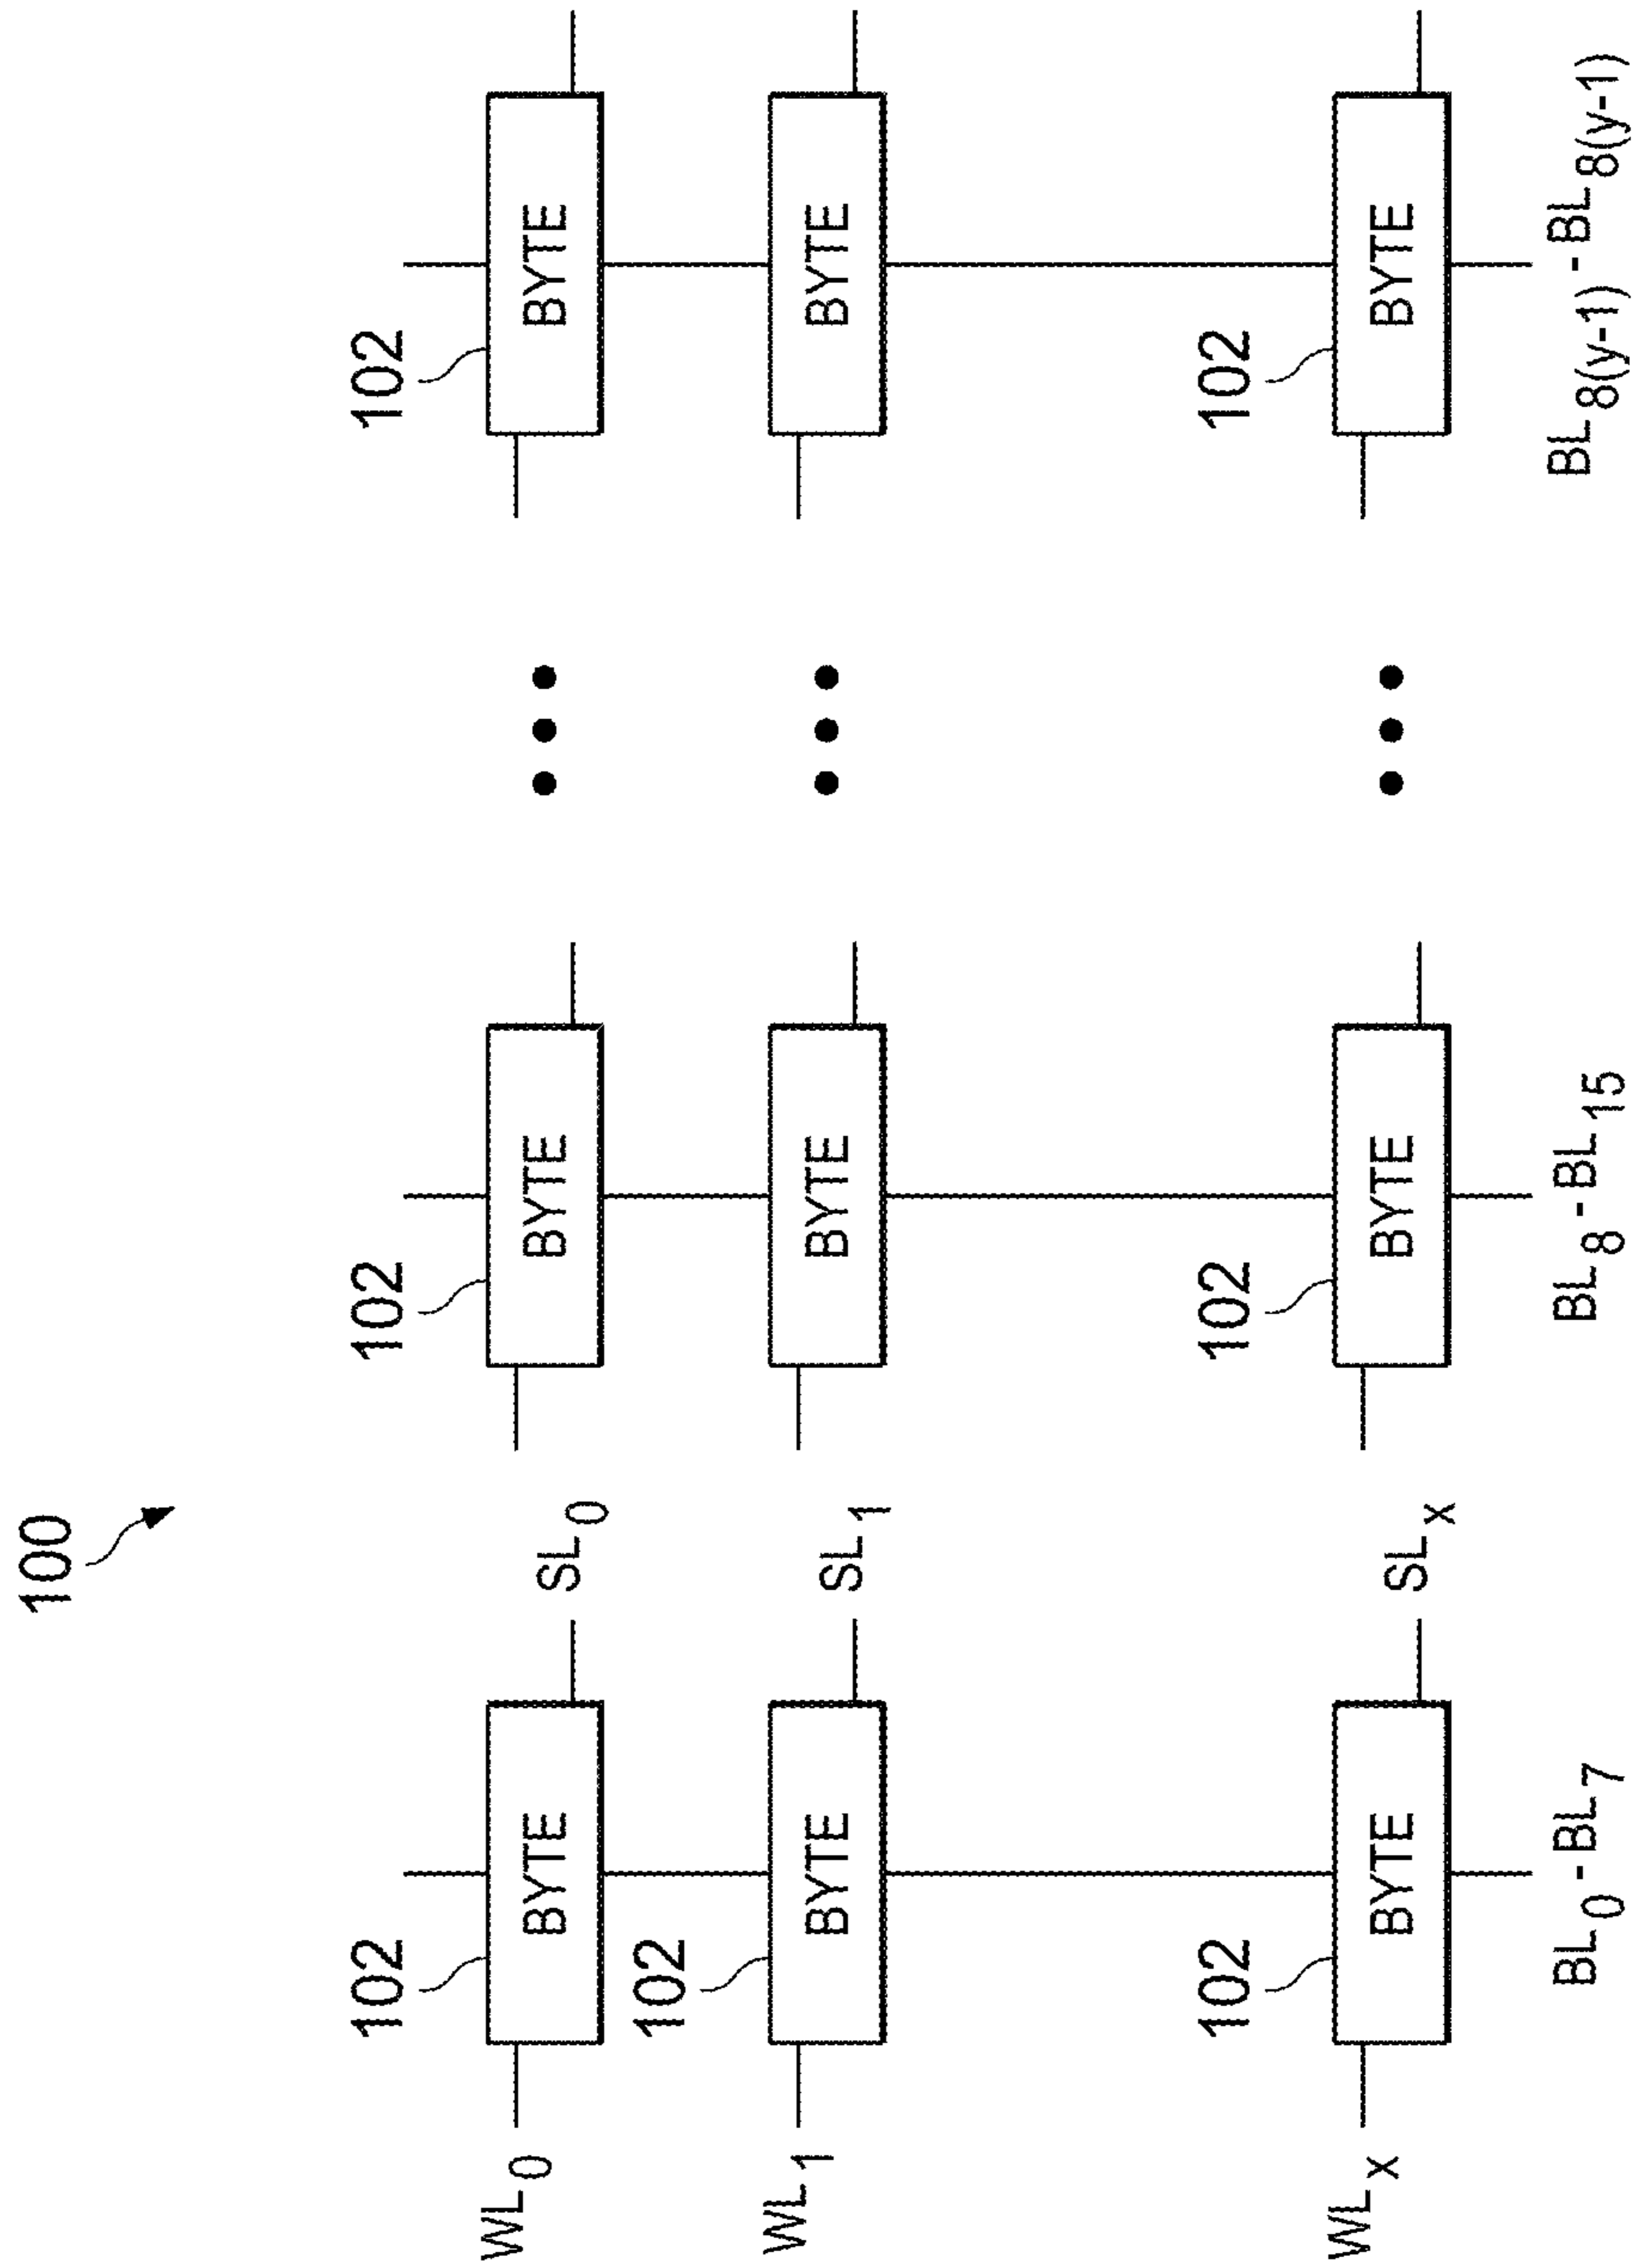 100
102 102 102
WL0 BYTE SL0 BYTE BYTE
102
WL1 BYTE SL1 BYTE BYTE
102 102 102
WLX BYTE SLX BYTE BYTE
BL0 - BL7 BL8 - BL15 BL8(y-1) - BL8(y-1)